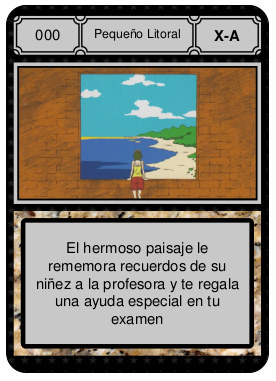 000
Pequeño Litoral
X-A
El hermoso paisaje le
rememora recuerdos de su
niñez a la profesora y te regala
una ayuda especial en tu
examen